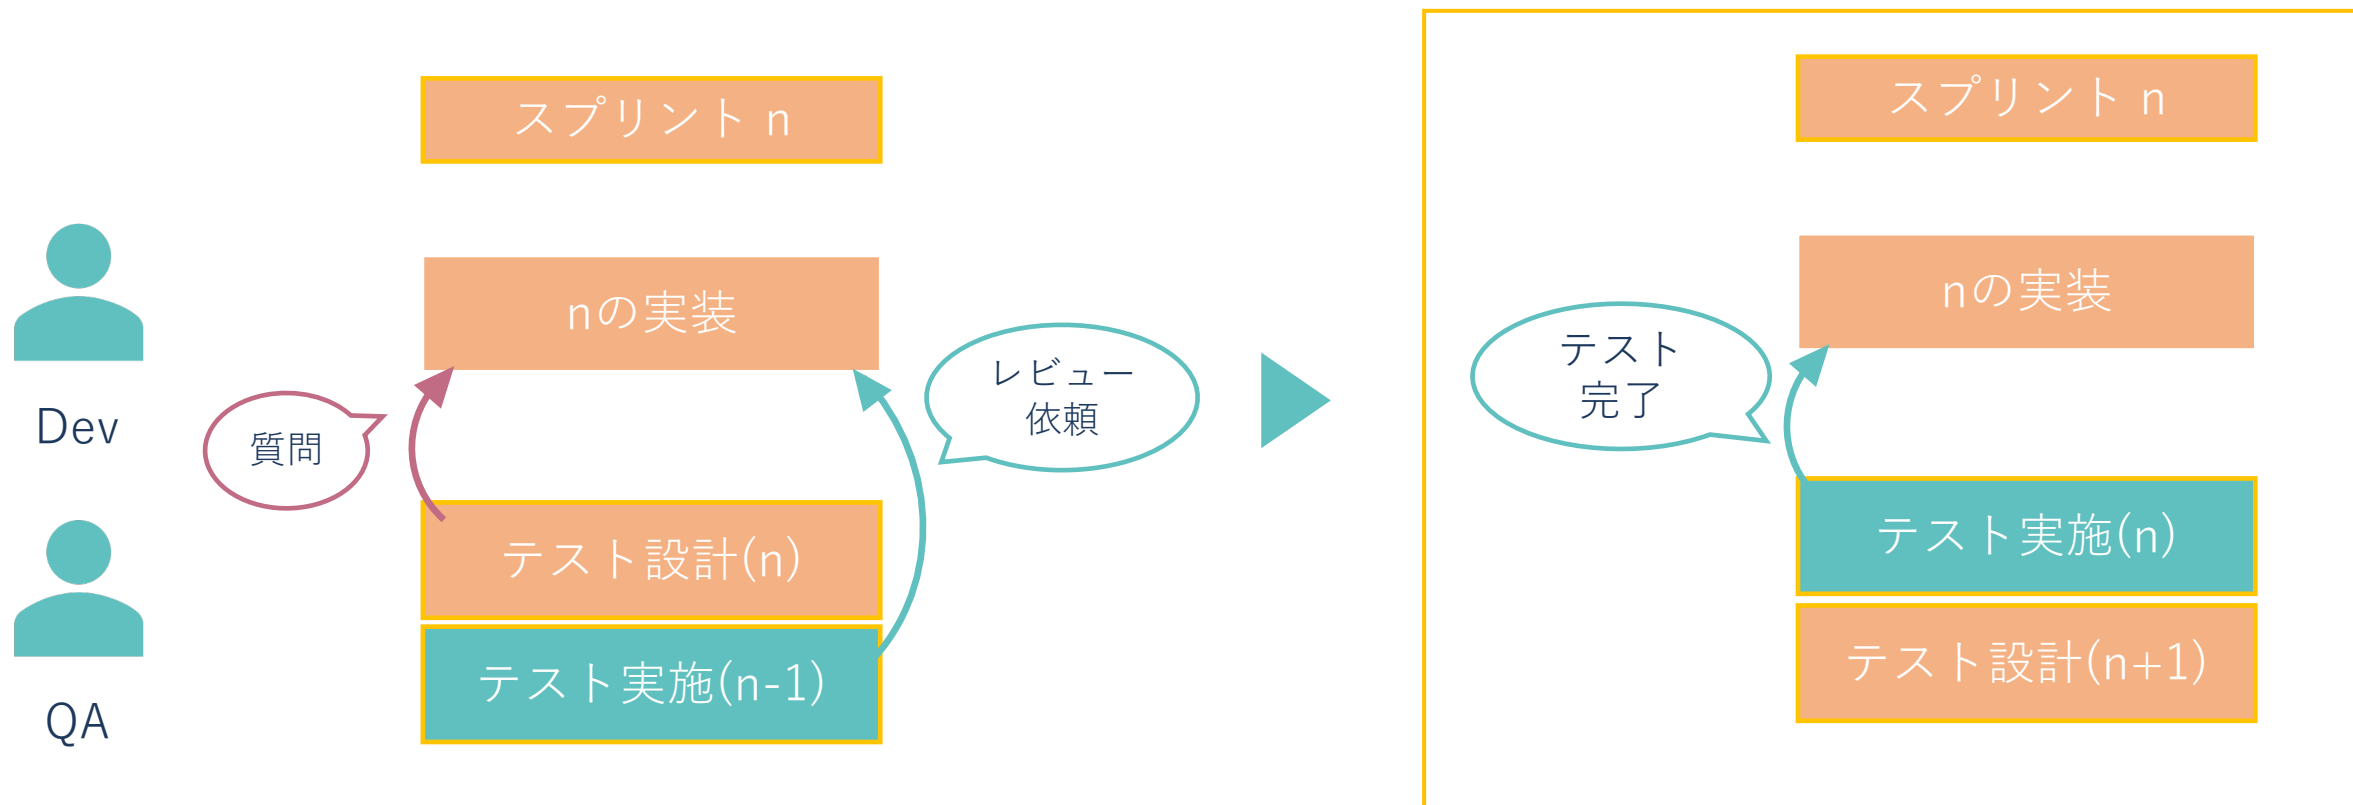 スプリント n
nの実装
Dev
質問
レビュー
依頼
テスト設計(n)
テスト実施(n-1)
QA
スプリント n
nの実装
テスト
完了
テスト実施(n)
テスト設計(n+1)